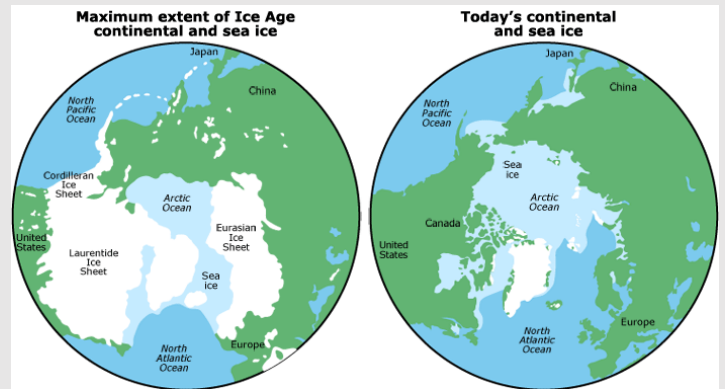 Maximum extent of Ice Age
continental and sea ice
Japan
China
North
Pacific
Ocean
Cordilleran
Ice
Sheet
Arctic
Ocean
United
States
Laurentide
Ice
Sheet
Eurasian
Ice
Sheet
Sea
ice
North
Atlantic
Ocean
Europe
Today's continental
and sea ice
Japan
China
North
Pacific
Ocean
Sea
ice
Arctic
Ocean
Canada
United
States
Europe
North
Atlantic
Ocean